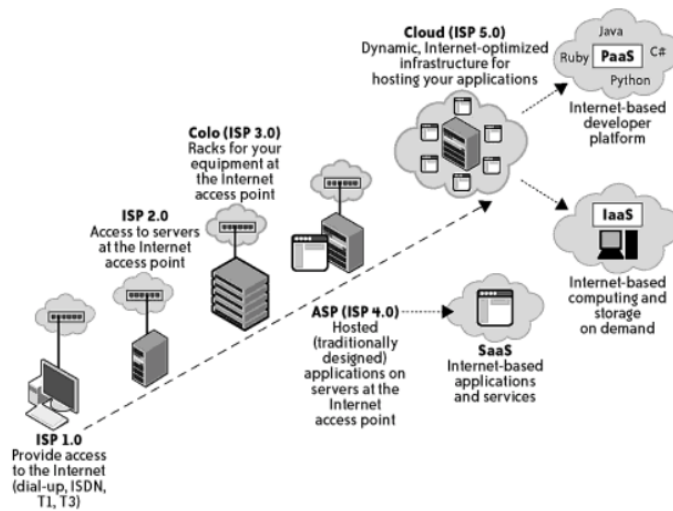 Cloud (ISP 5.0)
Dynamic, Internet-optimized
infrastructure for
hosting your applications
Java
Ruby
PaaS
C#
Python
Internet-based
developer
platform
Colo (ISP 3.0)
Racks for your
equipment at
the Internet
access point
ISP 2.0
Access to servers
at the Internet
access point
IaaS
Internet-based
computing and
storage
on demand
ASP (ISP 4.0)
Hosted
(traditionally
designed)
applications on
servers at the
Internet
access point
SaaS
Internet-based
applications
and services
ISP 1.0
Provide access
to the Internet
(dial-up, ISDN,
T1, T3)